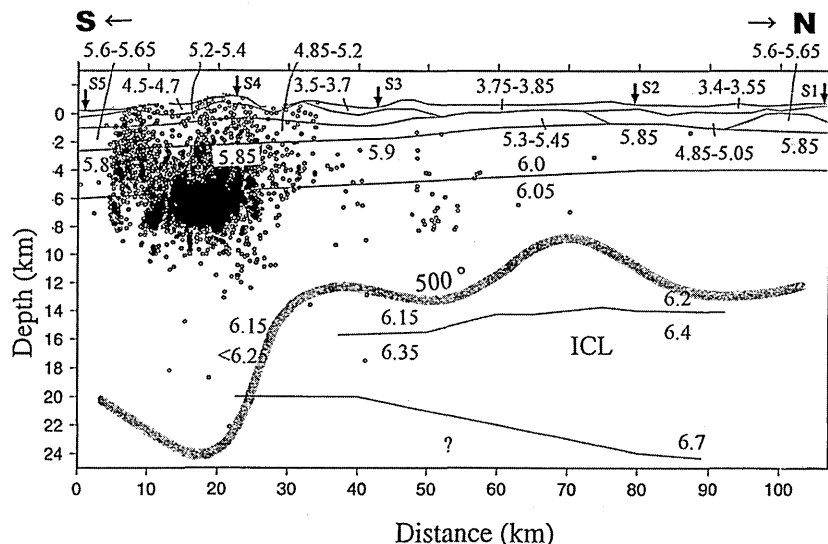 S ← → N
5.6-5.65 5.2-5.4 4.85-5.2 5.6-5.65
S5 4.5-4.7 S4 3.5-3.7 S3 3.75-3.85 S2 3.4-3.55 S1
0
2
4
6
8
10
12
14
16
18
20
22
24
5.8 5.85 5.9 5.3-5.45 5.85 4.85-5.05 5.85
6.0
6.05
500°
6.15 6.15 6.2
<6.25 6.35 ICL 6.4
? 6.7
Depth (km)
0 10 20 30 40 50 60 70 80 90 100
Distance (km)